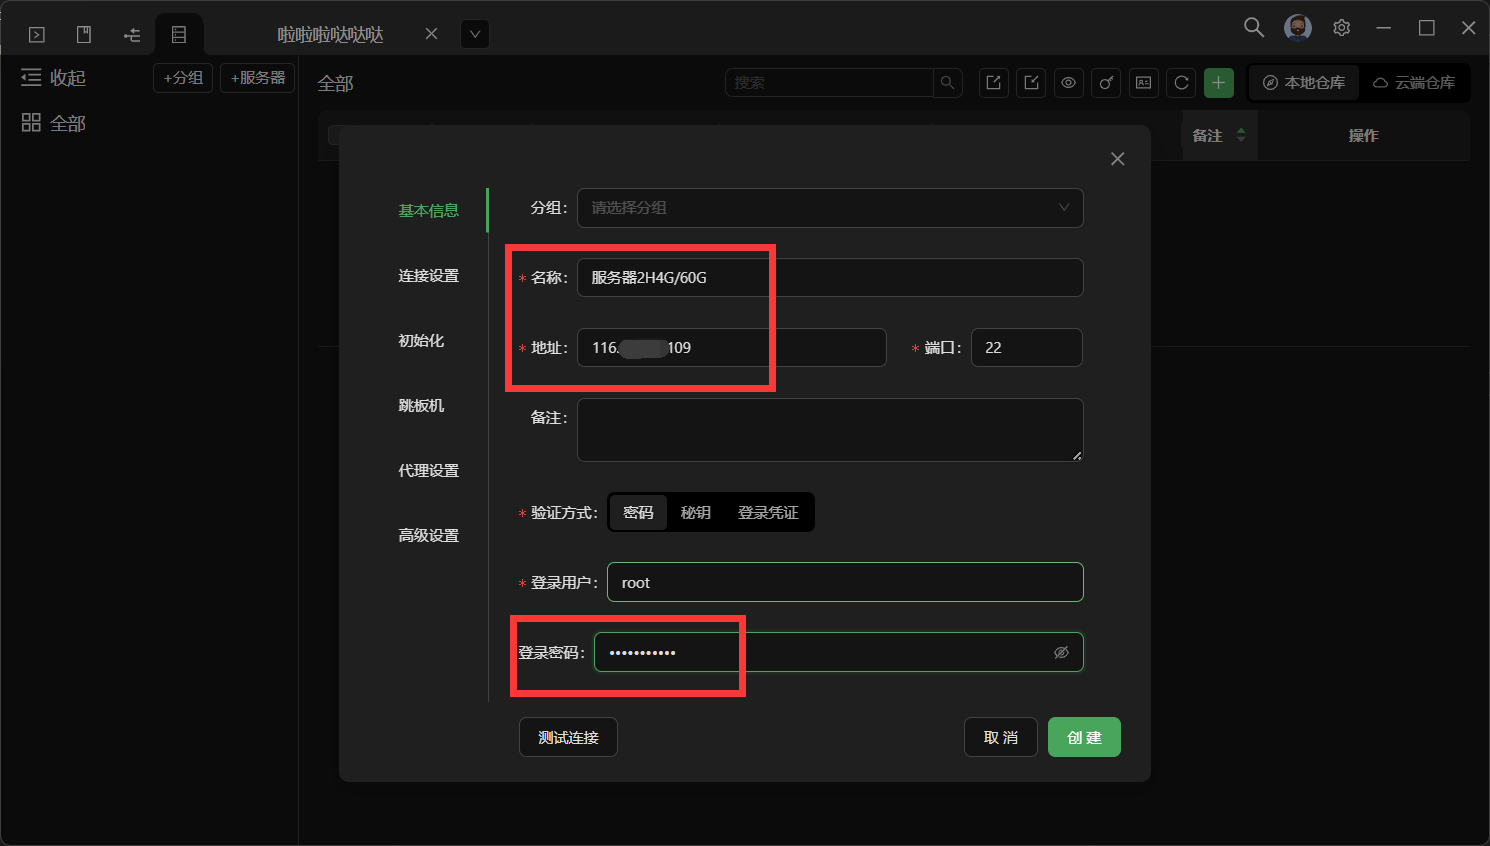 啦啦啦哒哒哒
收起
+分组
+服务器
全部
搜索
本地仓库
云端仓库
全部
备注
操作
基本信息
连接设置
初始化
跳板机
代理设置
高级设置
分组：
请选择分组
* 名称：
服务器2H4G/60G
* 地址：
116.
109
* 端口：
22
备注：
* 验证方式：
密码
秘钥
登录凭证
* 登录用户：
root
登录密码：
•••••••••••
测试连接
取 消
创 建